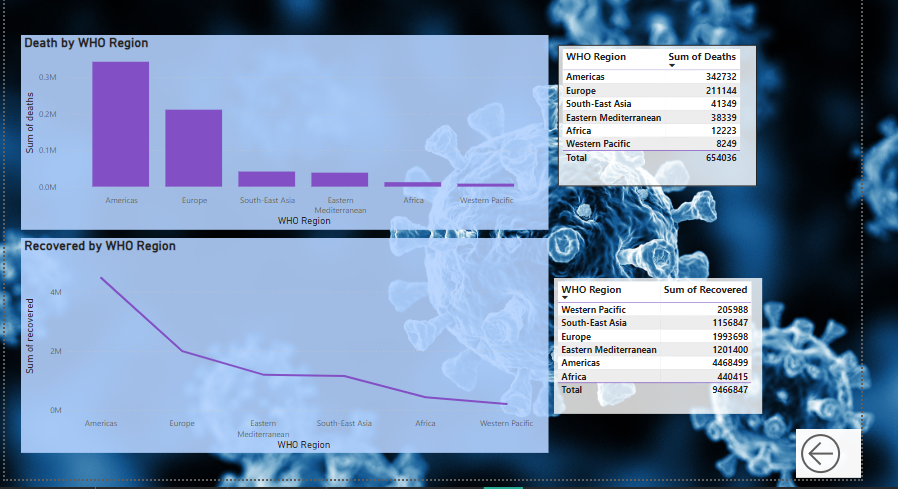 Death by WHO Region
Sum of deaths
0.3M
0.2M
0.1M
0.0M
Americas
Europe
South-East Asia
Eastern
Mediterranean
Africa
Western Pacific
WHO Region
WHO Region Sum of Deaths
Americas 342732
Europe 211144
South-East Asia 41349
Eastern Mediterranean 38339
Africa 12223
Western Pacific 8249
Total 654036
Recovered by WHO Region
Sum of recovered
4M
2M
0M
Americas
Europe
Eastern
Mediterranean
South-East Asia
Africa
Western Pacific
WHO Region
WHO Region Sum of Recovered
Western Pacific 205988
South-East Asia 1156847
Europe 1993698
Eastern Mediterranean 1201400
Americas 4468499
Africa 440415
Total 9466847